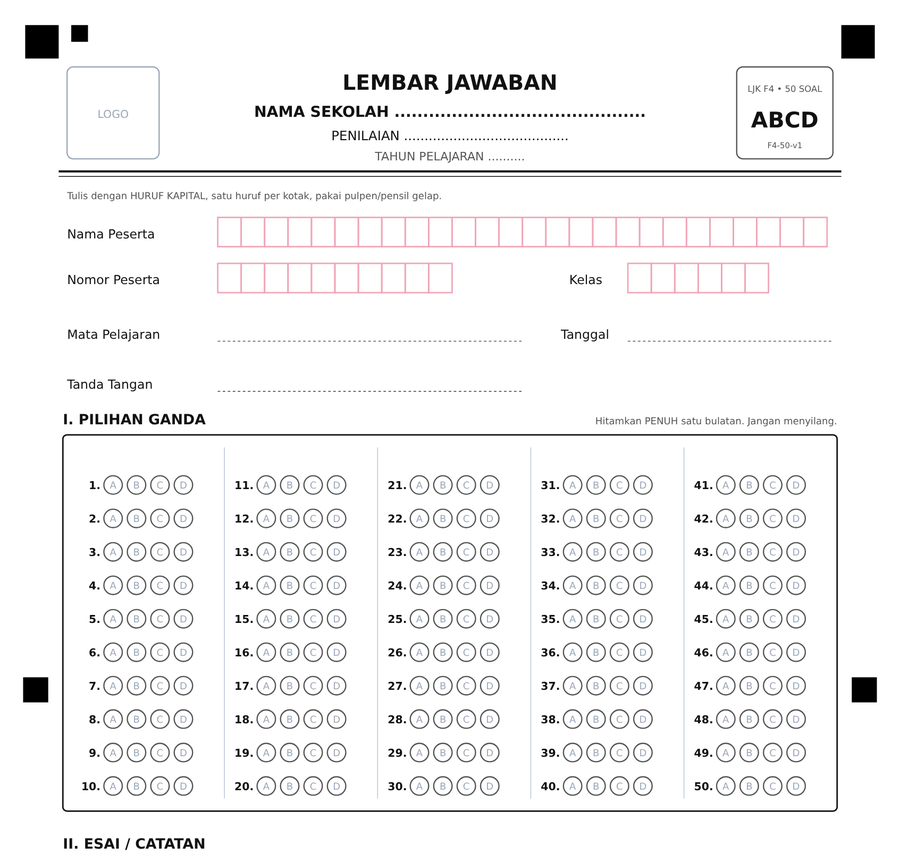 LOGO
LEMBAR JAWABAN
NAMA SEKOLAH ............................................
PENILAIAN ........................................
TAHUN PELAJARAN .........
LJK F4 • 50 SOAL
ABCD
F4-50-v1
Tulis dengan HURUF KAPITAL, satu huruf per kotak, pakai pulpen/pensil gelap.
Nama Peserta
Nomor Peserta Kelas
Mata Pelajaran Tanggal
Tanda Tangan
I. PILIHAN GANDA Hitamkan PENUH satu bulatan. Jangan menyilang.
1. A B C D 11. A B C D 21. A B C D 31. A B C D 41. A B C D
2. A B C D 12. A B C D 22. A B C D 32. A B C D 42. A B C D
3. A B C D 13. A B C D 23. A B C D 33. A B C D 43. A B C D
4. A B C D 14. A B C D 24. A B C D 34. A B C D 44. A B C D
5. A B C D 15. A B C D 25. A B C D 35. A B C D 45. A B C D
6. A B C D 16. A B C D 26. A B C D 36. A B C D 46. A B C D
7. A B C D 17. A B C D 27. A B C D 37. A B C D 47. A B C D
8. A B C D 18. A B C D 28. A B C D 38. A B C D 48. A B C D
9. A B C D 19. A B C D 29. A B C D 39. A B C D 49. A B C D
10. A B C D 20. A B C D 30. A B C D 40. A B C D 50. A B C D
II. ESAI / CATATAN